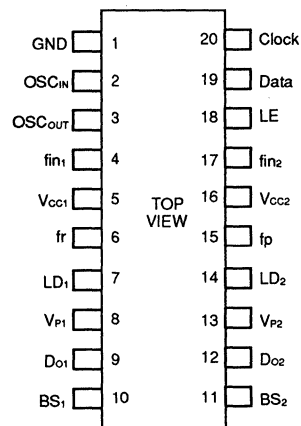 GND 1 20 Clock
OSCIN 2 19 Data
OSCOUT 3 18 LE
fin1 4 17 fin2
VCC1 5 16 VCC2
TOP
VIEW
fr 6 15 fp
LD1 7 14 LD2
VP1 8 13 VP2
DO1 9 12 DO2
BS1 10 11 BS2